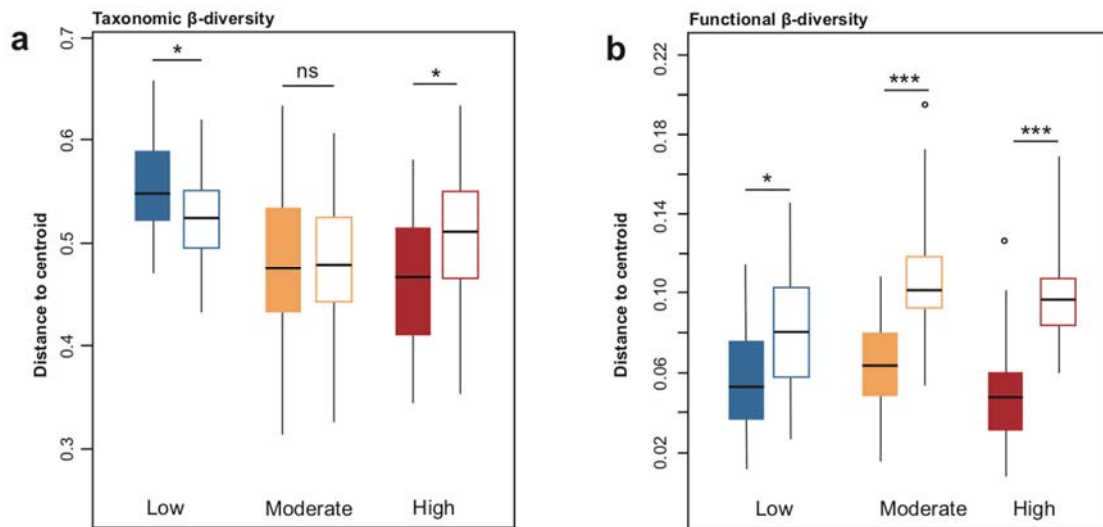 a
Taxonomic β-diversity
Distance to centroid
0.7
0.6
0.5
0.4
0.3
*
ns
*
Low
Moderate
High
b
Functional β-diversity
Distance to centroid
0.22
0.18
0.14
0.10
0.06
0.02
*
***
***
Low
Moderate
High